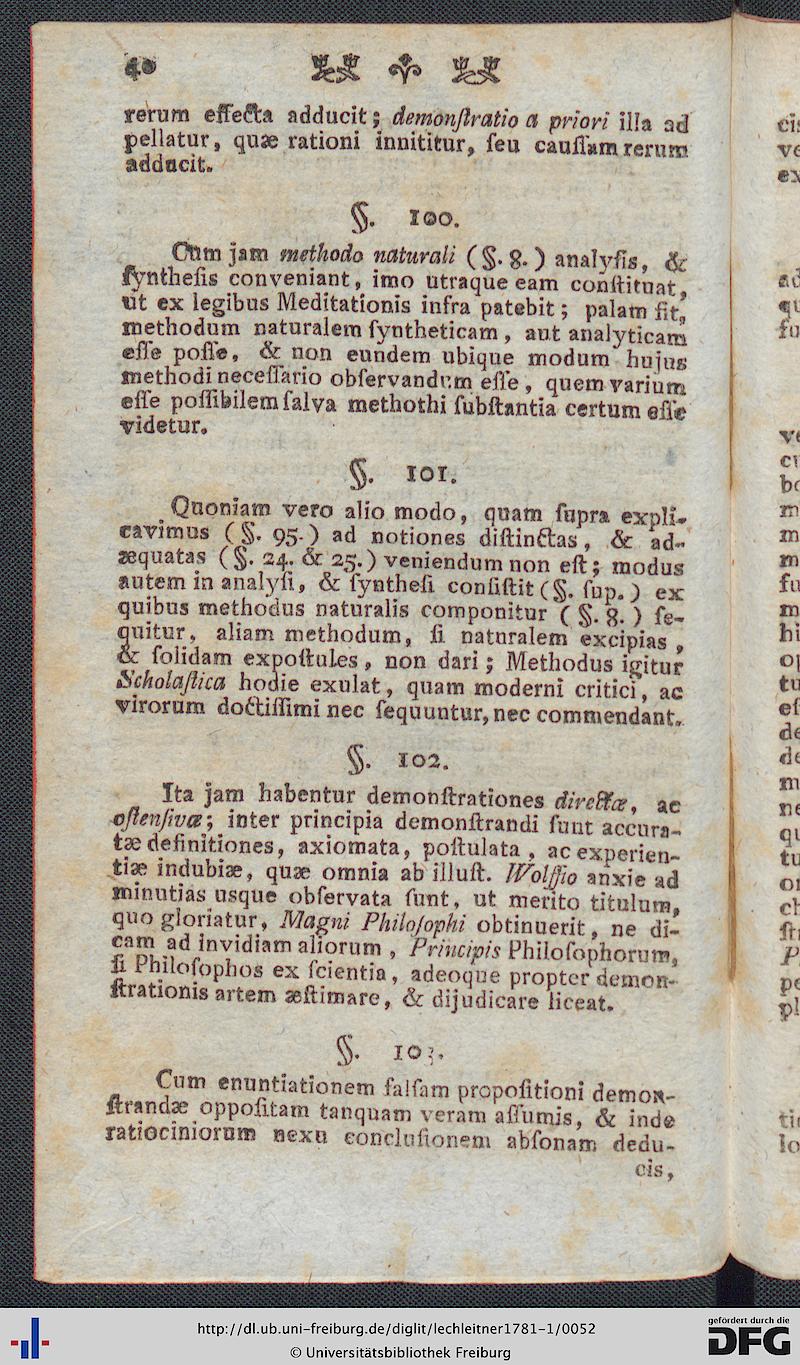 40
rerum effecta adducit; demonſtratio a priori illa ad
pellatur, quæ rationi innititur, ſeu cauſſam rerum
adducit.
§. 100.
Cum jam methodo naturali (§. 8.) analyſis, &
ſyntheſis conveniant, imo utraque eam conſtituat,
ut ex legibus Meditationis infra patebit; palam fit,
methodum naturalem ſyntheticam, aut analyticam
eſſe poſſe, & non eundem ubique modum hujus
methodi neceſſario obſervandum eſſe, quem varium
eſſe poſſibilem ſalva methothi ſubſtantia certum eſſe
videtur.
§. 101.
Quoniam vero alio modo, quam ſupra expli-
cavimus (§. 95.) ad notiones diſtinctas, & ad-
æquatas (§. 24. & 25.) veniendum non eſt; modus
autem in analyſi, & ſyntheſi conſiſtit (§. ſup.) ex
quibus methodus naturalis componitur (§. 8.) ſe-
quitur, aliam methodum, ſi naturalem excipias,
& ſolidam expoſtules, non dari; Methodus igitur
Scholaſtica hodie exulat, quam moderni critici, ac
virorum doctiſſimi nec ſequuntur, nec commendant.
§. 102.
Ita jam habentur demonſtrationes directæ, ac
oſtenſivæ; inter principia demonſtrandi ſunt accura-
tæ definitiones, axiomata, poſtulata, ac experien-
tiæ indubiæ, quæ omnia ab illuſt. Wolffio anxie ad
minutias usque obſervata ſunt, ut merito titulum,
quo gloriatur, Magni Philoſophi obtinuerit, ne di-
cam ad invidiam aliorum, Principis Philoſophorum,
ſi Philoſophos ex ſcientia, adeoque propter demon-
ſtrationis artem æſtimare, & dijudicare liceat.
§. 103.
Cum enuntiationem falſam propoſitioni demon-
ſtrandæ oppoſitam tanquam veram aſſumis, & inde
ratiociniorum nexu concluſionem abſonam dedu-
cis,
http://dl.ub.uni-freiburg.de/diglit/lechleitner1781-1/0052
© Universitätsbibliothek Freiburg
gefördert durch die
DFG